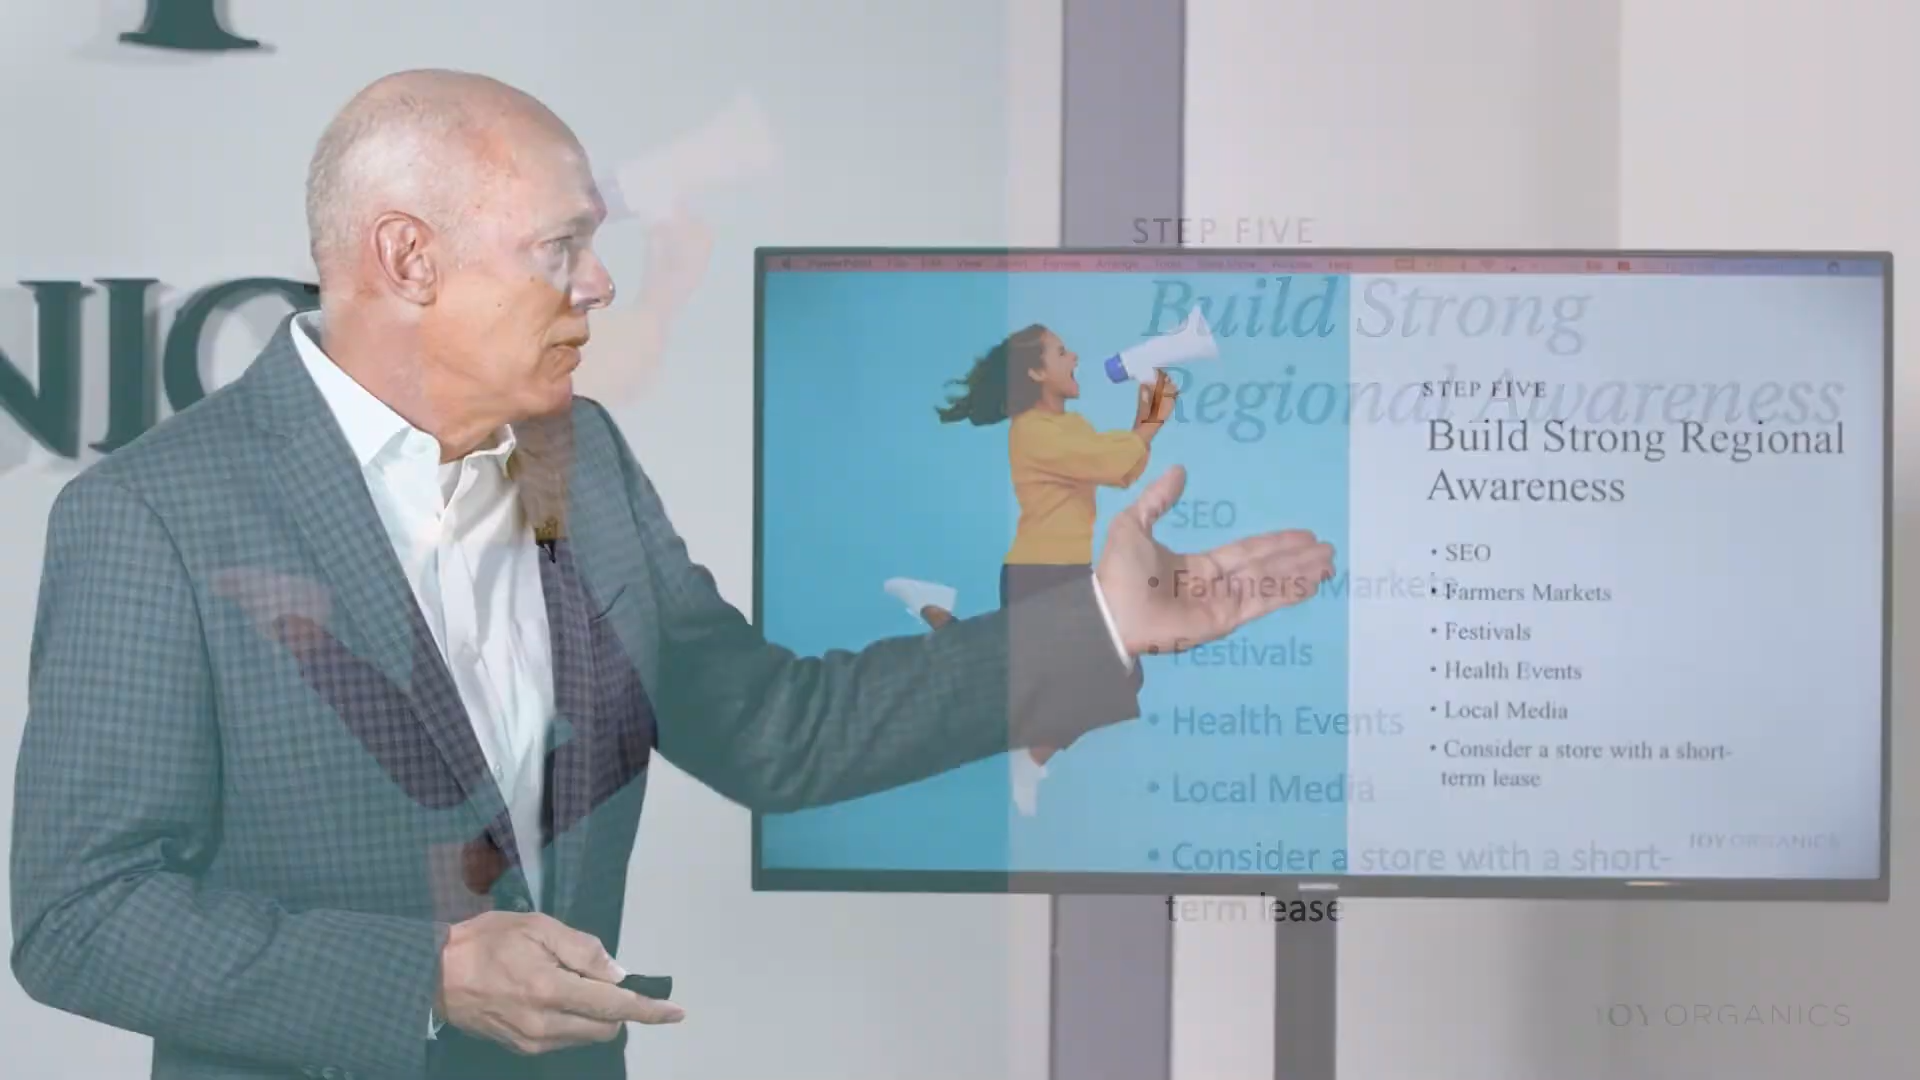 NIC
STEP FIVE
Build Strong
Regional Awareness
SEO
• Farmers Markets
• Festivals
• Health Events
• Local Media
• Consider a store with a short-
term lease
STEP FIVE
Build Strong Regional
Awareness
• SEO
• Farmers Markets
• Festivals
• Health Events
• Local Media
• Consider a store with a short-
term lease
JOY ORGANICS
JOY ORGANICS